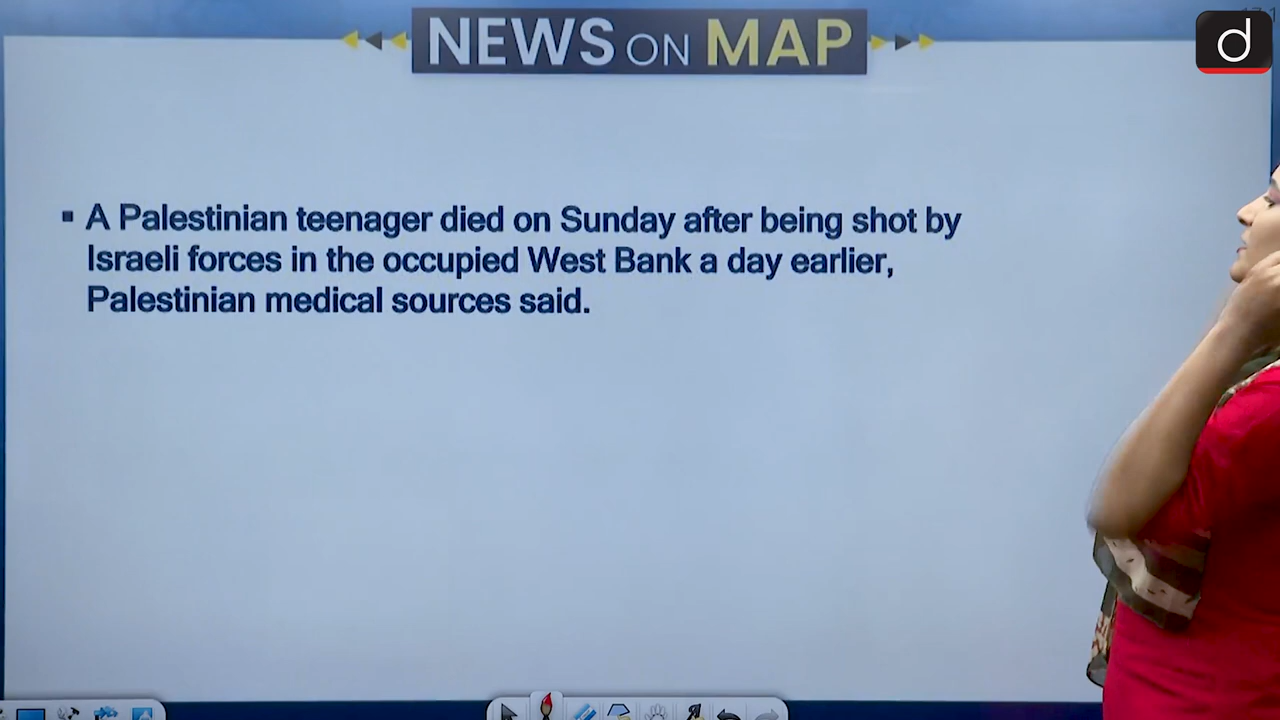 NEWS ON MAP
d
▪ A Palestinian teenager died on Sunday after being shot by
Israeli forces in the occupied West Bank a day earlier,
Palestinian medical sources said.